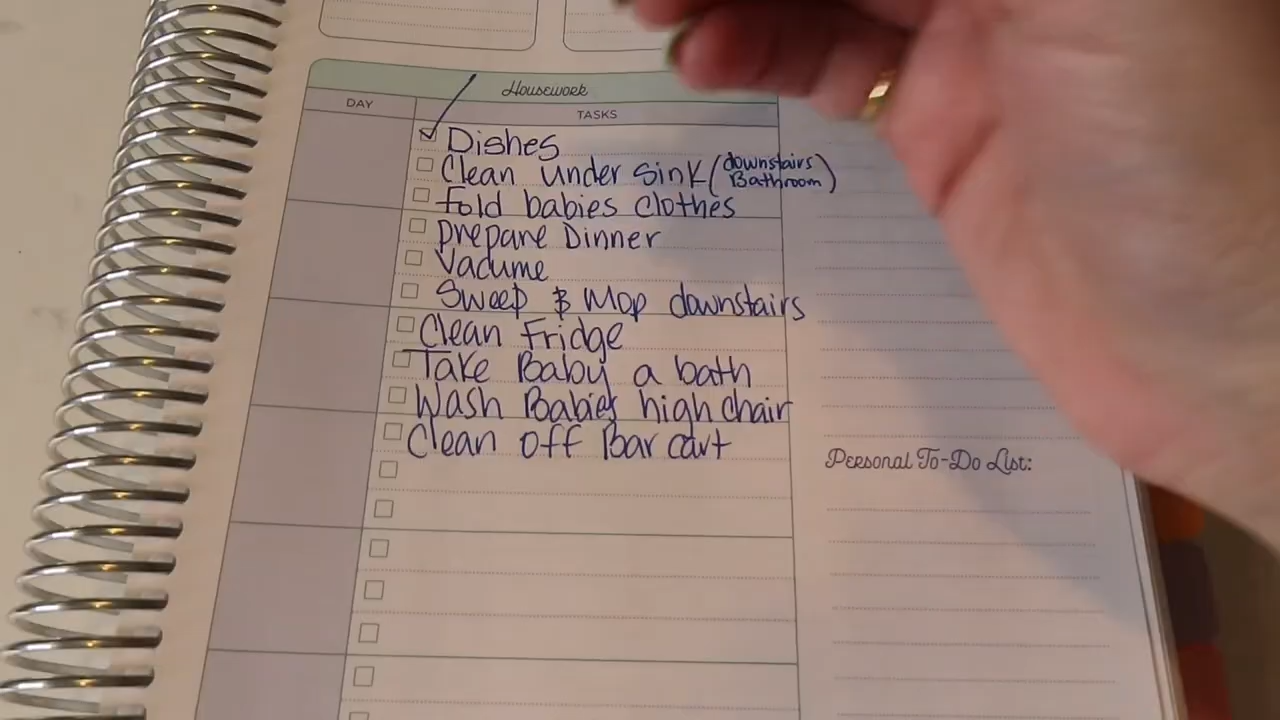 Housework
DAY TASKS
Dishes
Clean under sink (downstairs Bathroom)
Fold babies clothes
prepare Dinner
Vacume
Sweep & Mop downstairs
Clean Fridge
Take Baby a bath
Wash Babies high chair
Clean off Bar cart
Personal To-Do List: